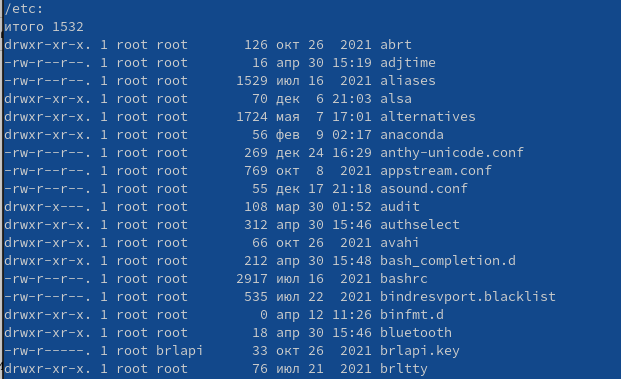 /etc:
итого 1532
drwxr-xr-x. 1 root root 126 окт 26 2021 abrt
-rw-r--r--. 1 root root 16 апр 30 15:19 adjtime
-rw-r--r--. 1 root root 1529 июл 16 2021 aliases
drwxr-xr-x. 1 root root 70 дек 6 21:03 alsa
drwxr-xr-x. 1 root root 1724 мая 7 17:01 alternatives
drwxr-xr-x. 1 root root 56 фев 9 02:17 anaconda
-rw-r--r--. 1 root root 269 дек 24 16:29 anthy-unicode.conf
-rw-r--r--. 1 root root 769 окт 8 2021 appstream.conf
-rw-r--r--. 1 root root 55 дек 17 21:18 asound.conf
drwxr-x---. 1 root root 108 мар 30 01:52 audit
drwxr-xr-x. 1 root root 312 апр 30 15:46 authselect
drwxr-xr-x. 1 root root 66 окт 26 2021 avahi
drwxr-xr-x. 1 root root 212 апр 30 15:48 bash_completion.d
-rw-r--r--. 1 root root 2917 июл 16 2021 bashrc
-rw-r--r--. 1 root root 535 июл 22 2021 bindresvport.blacklist
drwxr-xr-x. 1 root root 0 апр 12 11:26 binfmt.d
drwxr-xr-x. 1 root root 18 апр 30 15:46 bluetooth
-rw-r-----. 1 root brlapi 33 окт 26 2021 brlapi.key
drwxr-xr-x. 1 root root 76 июл 21 2021 brltty